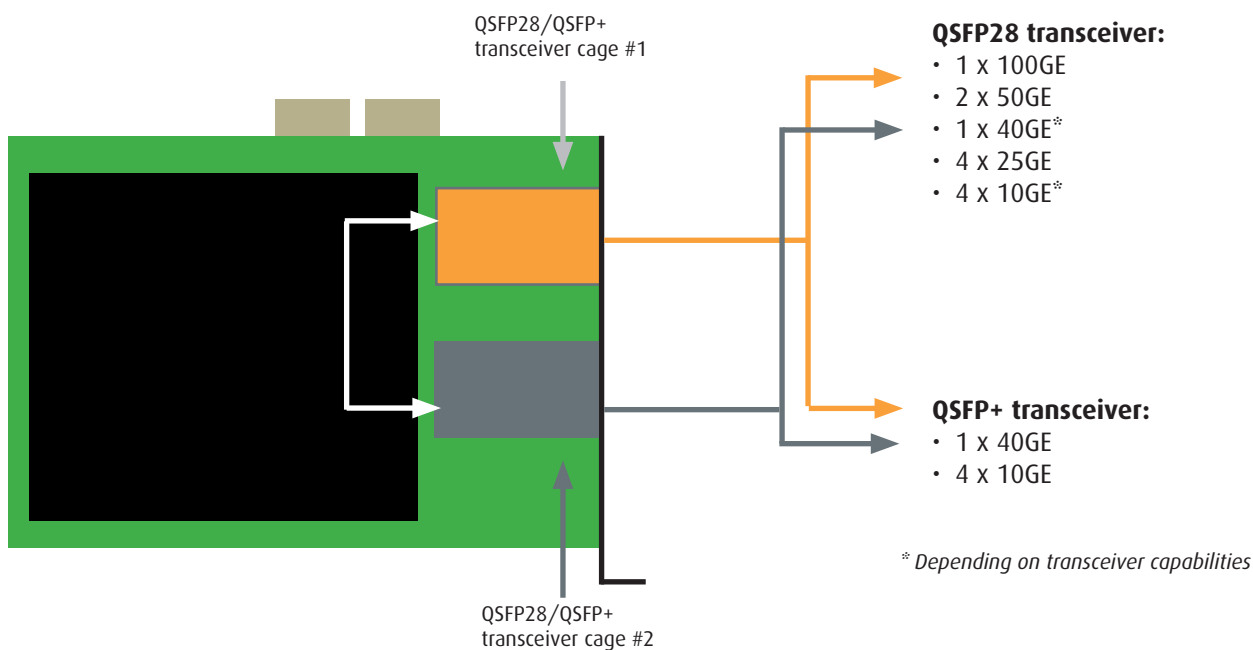 QSFP28/QSFP+
transceiver cage #1
QSFP28 transceiver:
• 1 x 100GE
• 2 x 50GE
• 1 x 40GE*
• 4 x 25GE
• 4 x 10GE*
QSFP+ transceiver:
• 1 x 40GE
• 4 x 10GE
* Depending on transceiver capabilities
QSFP28/QSFP+
transceiver cage #2